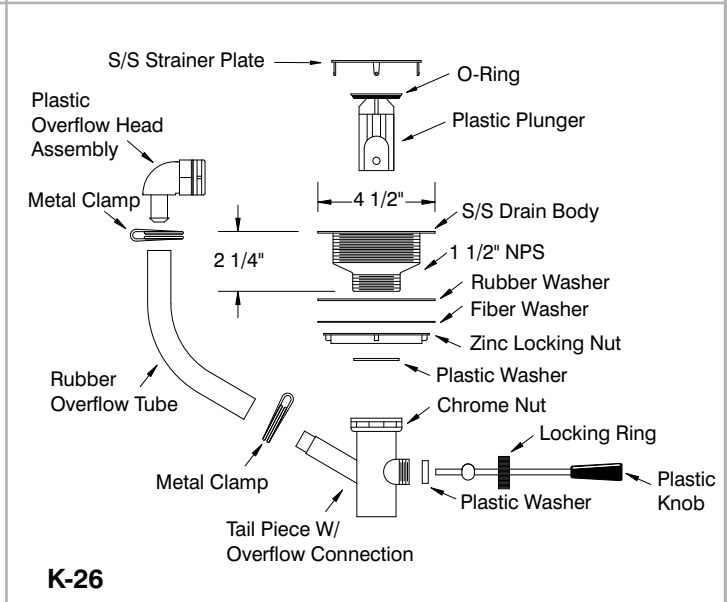 S/S Strainer Plate
O-Ring
Plastic
Overflow Head
Assembly
Plastic Plunger
Metal Clamp
4 1/2"
S/S Drain Body
2 1/4"
1 1/2" NPS
Rubber Washer
Fiber Washer
Zinc Locking Nut
Rubber
Overflow Tube
Plastic Washer
Chrome Nut
Locking Ring
Metal Clamp
Plastic Washer
Plastic
Knob
Tail Piece W/
Overflow Connection
K-26